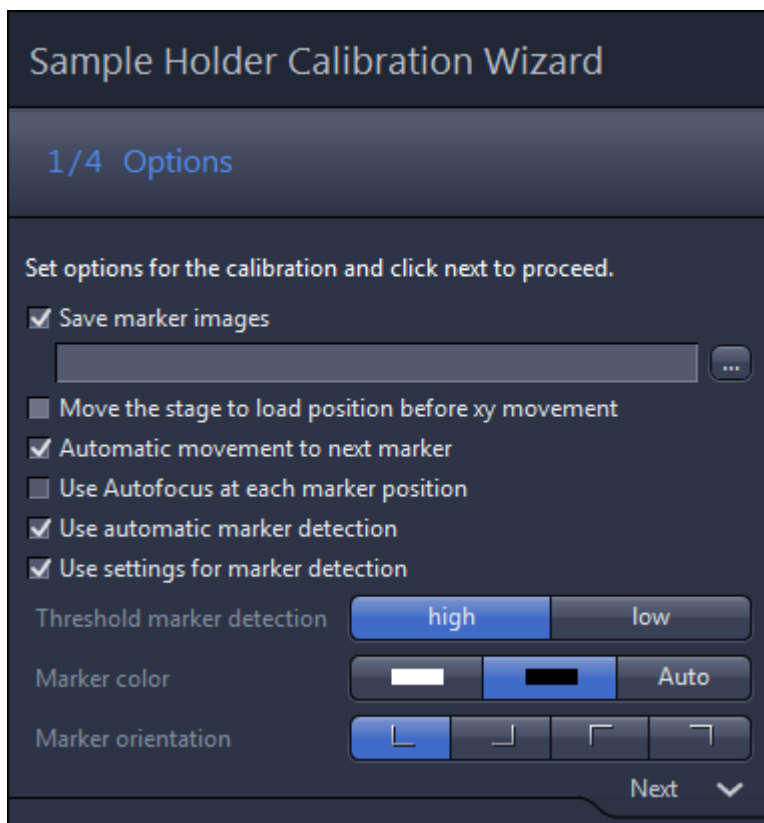 Sample Holder Calibration Wizard
1/4 Options
Set options for the calibration and click next to proceed.
Save marker images
...
Move the stage to load position before xy movement
Automatic movement to next marker
Use Autofocus at each marker position
Use automatic marker detection
Use settings for marker detection
Threshold marker detection high low
Marker color Auto
Marker orientation
Next